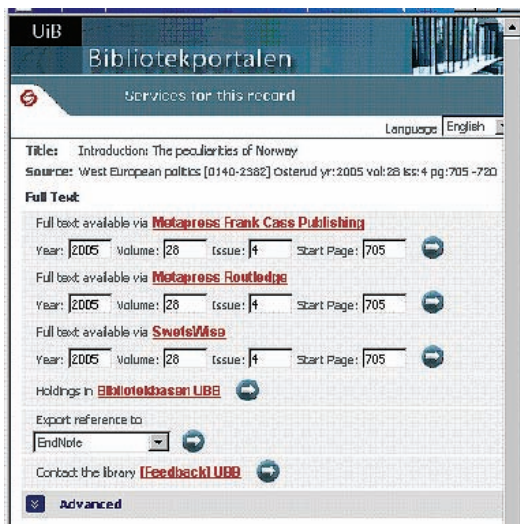 UiB
Bibliotekportalen
Services for this record
Language English
Title: Introduction: The peculiarities of Norway
Source: West European politics [0140-2382] Osterud yr:2005 vol:28 iss:4 pg:705 -720
Full Text
Full text available via Metapress Frank Cass Publishing
Year: 2005 Volume: 28 Issue: 4 Start Page: 705
Full text available via Metapress Routledge
Year: 2005 Volume: 28 Issue: 4 Start Page: 705
Full text available via SwetsWise
Year: 2005 Volume: 28 Issue: 4 Start Page: 705
Holdings in Bibliotekbasen UBB
Export reference to
EndNote
Contact the library [Feedback] UBB
Advanced